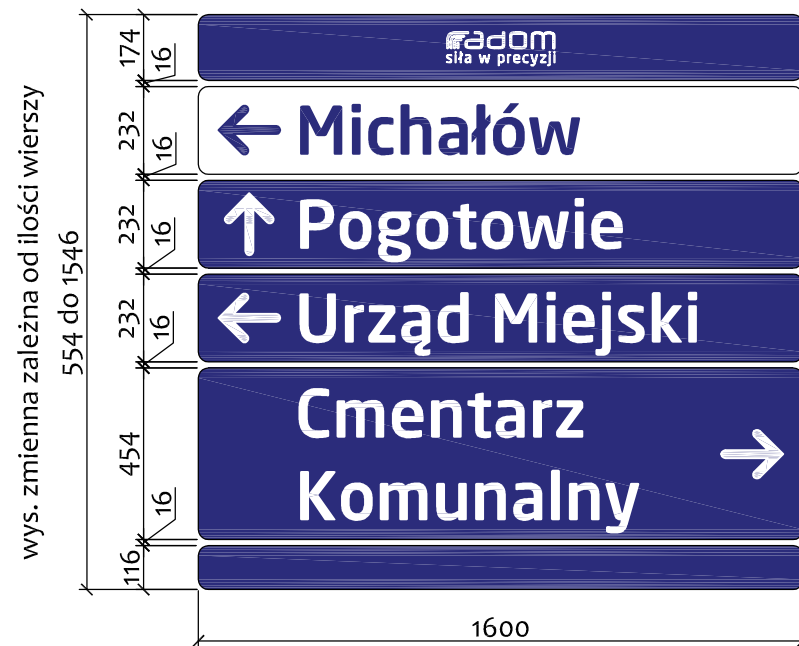 wys. zmienna zależna od ilości wierszy
554 do 1546
174
16
232
16
232
16
232
16
454
16
116
radom
siła w precyzji
Michałów
Pogotowie
Urząd Miejski
Cmentarz
Komunalny
1600